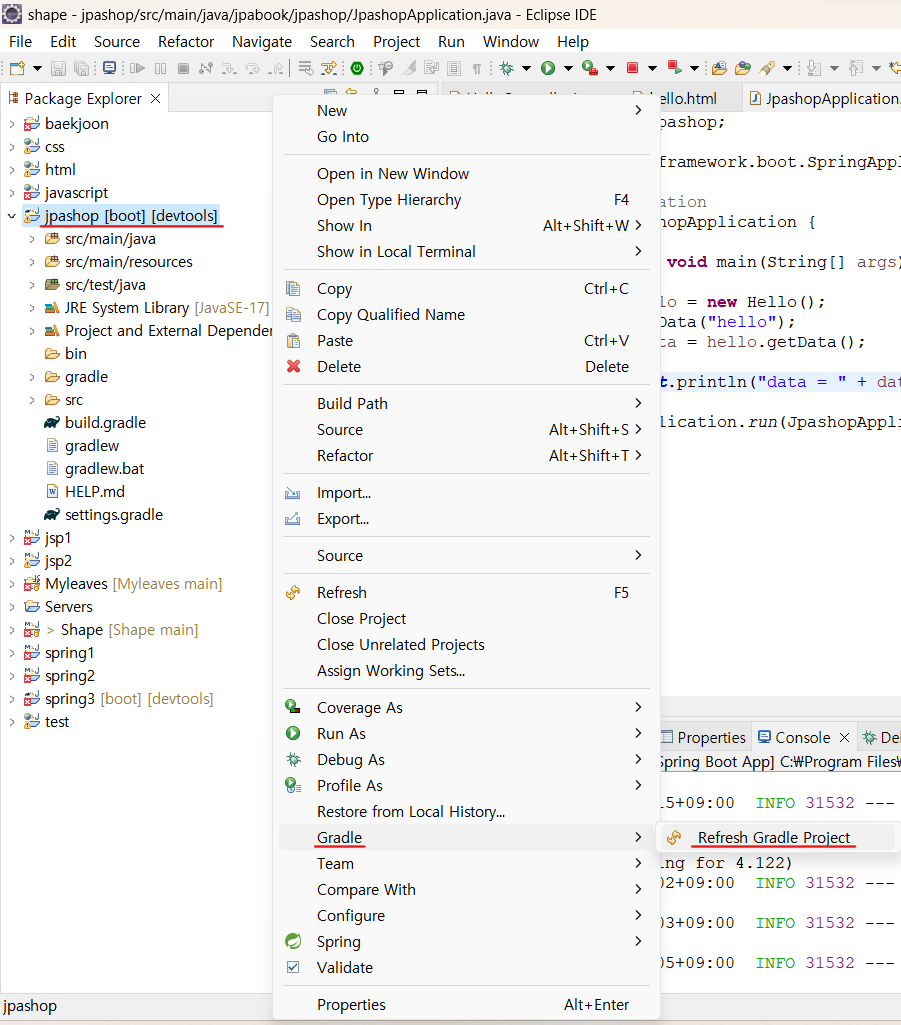 shape - jpashop/src/main/java/jpabook/jpashop/JpashopApplication.java - Eclipse IDE
File Edit Source Refactor Navigate Search Project Run Window Help
Package Explorer
baekjoon
css
html
javascript
jpashop [boot] [devtools]
src/main/java
src/main/resources
src/test/java
JRE System Library [JavaSE-17]
Project and External Depender
bin
gradle
src
build.gradle
gradlew
gradlew.bat
HELP.md
settings.gradle
jsp1
jsp2
Myleaves [Myleaves main]
Servers
> Shape [Shape main]
spring1
spring2
spring3 [boot] [devtools]
test
New
Go Into
Open in New Window
Open Type Hierarchy F4
Show In Alt+Shift+W
Show in Local Terminal
Copy Ctrl+C
Copy Qualified Name
Paste Ctrl+V
Delete Delete
Build Path
Source Alt+Shift+S
Refactor Alt+Shift+T
Import...
Export...
Source
Refresh F5
Close Project
Close Unrelated Projects
Assign Working Sets...
Coverage As
Run As
Debug As
Profile As
Restore from Local History...
Gradle
Team
Compare With
Configure
Spring
Validate
Properties Alt+Enter
Refresh Gradle Project
ello.html JpashopApplication.
pashop;
framework.boot.SpringAppl
ation
hopApplication {
void main(String[] args)
lo = new Hello();
Data("hello");
ta = hello.getData();
t.println("data = " + dat
lication.run(JpashopAppli
Properties Console De
Spring Boot App] C:₩Program Files₩
15+09:00 INFO 31532 ---
ng for 4.122)
02+09:00 INFO 31532 ---
03+09:00 INFO 31532 ---
05+09:00 INFO 31532 ---
jpashop